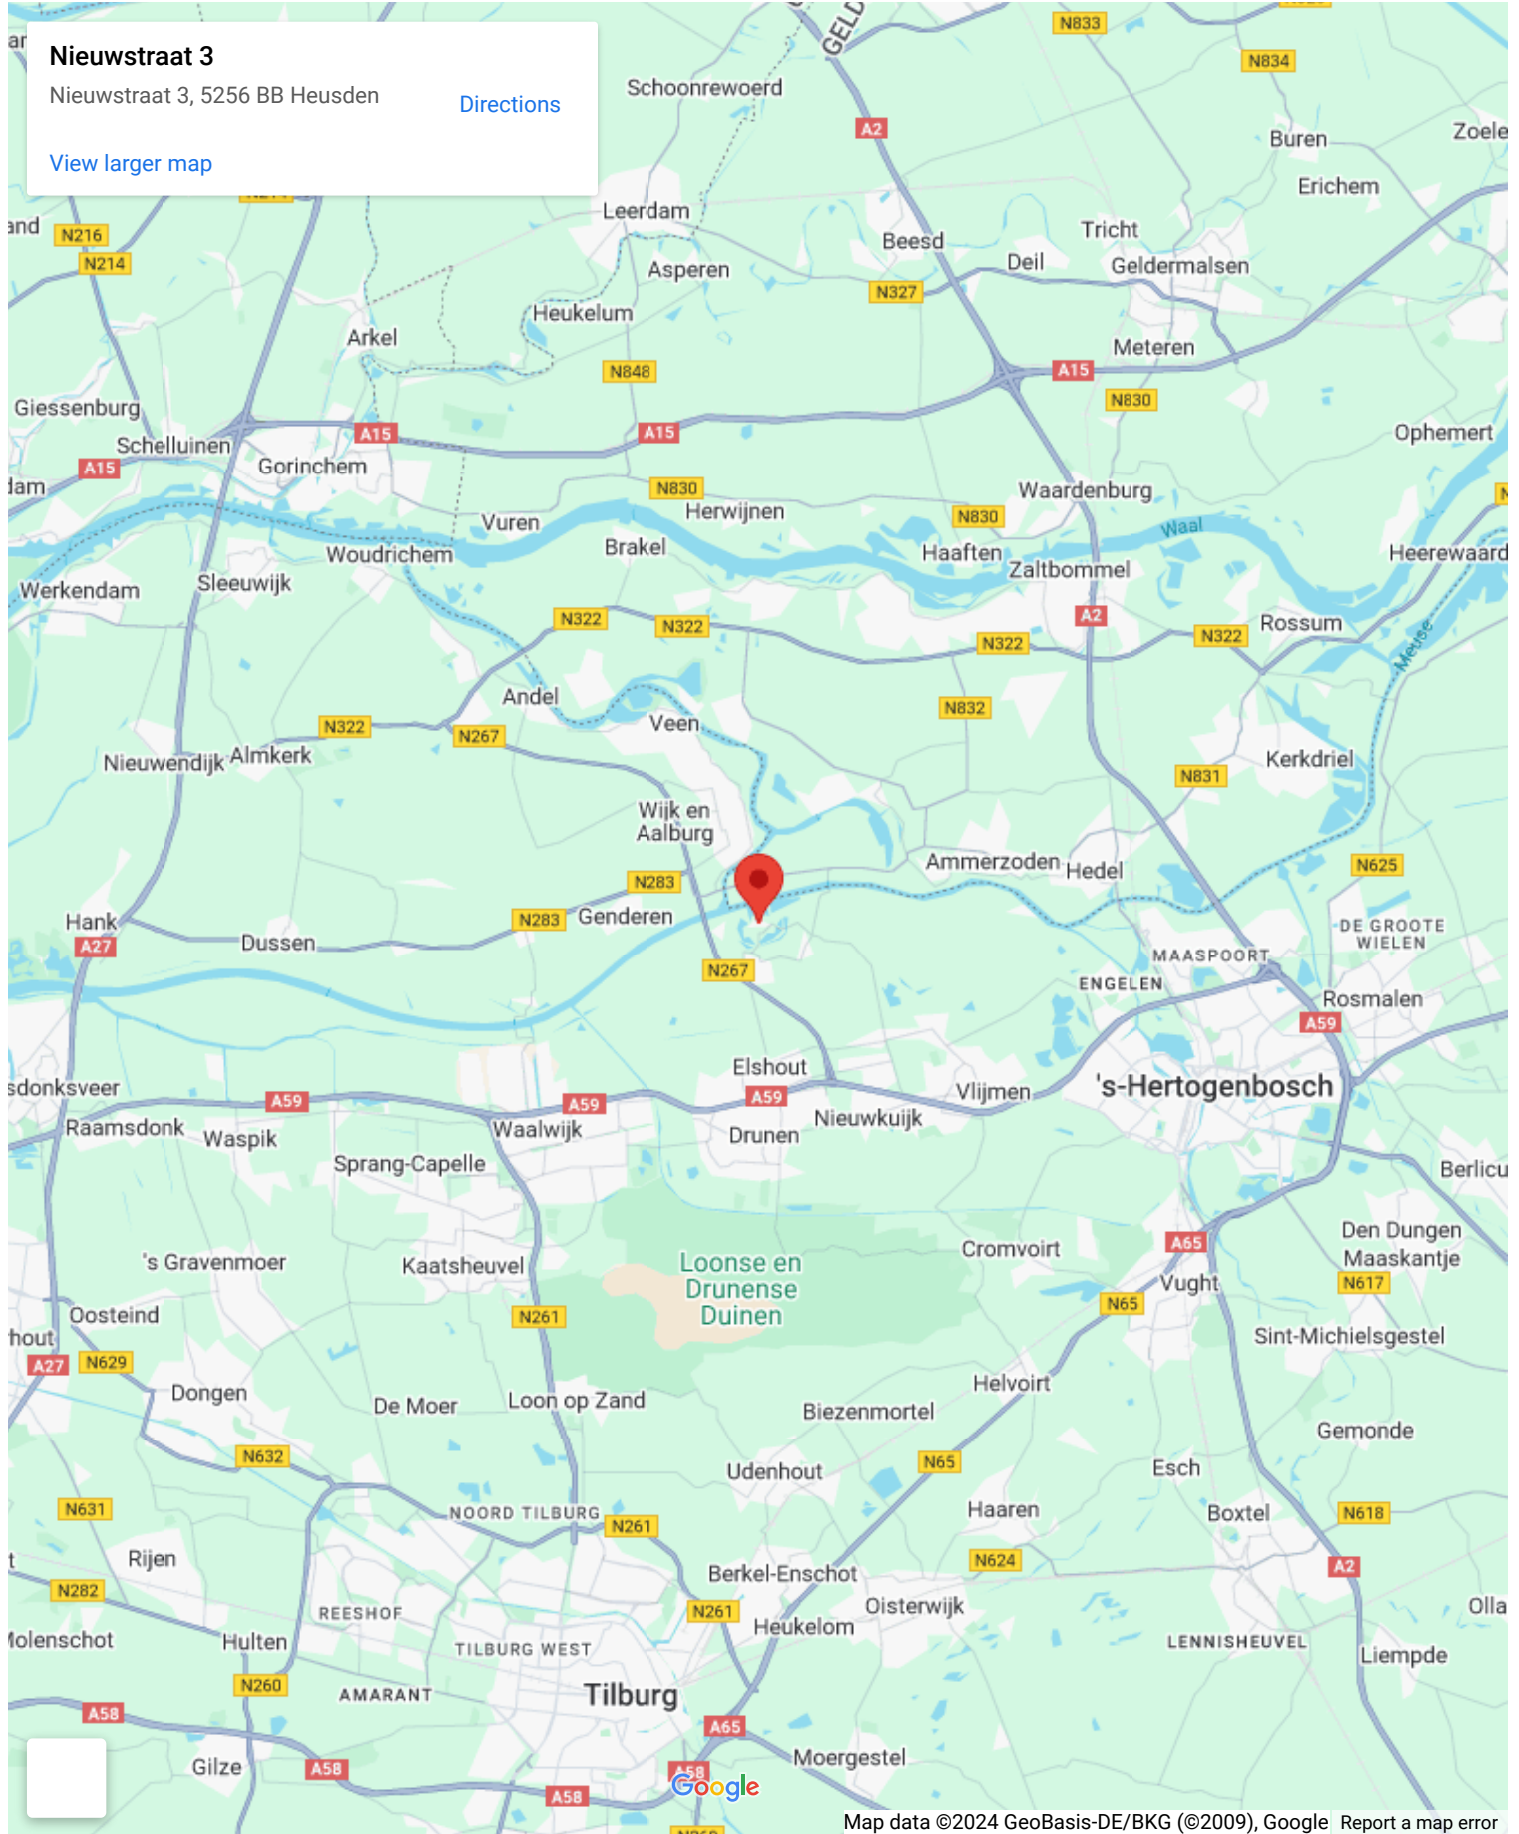 Nieuwstraat 3
Nieuwstraat 3, 5256 BB Heusden
Directions
View larger map
GELD
N833
N834
Schoonrewoerd
A2
Buren
Zoele
Erichem
Leerdam
and
N216
N214
Beesd
Tricht
Deil
Geldermalsen
Asperen
N327
Heukelum
Arkel
Meteren
N848
A15
N830
Giessenburg
Schelluinen
A15
A15
Ophemert
A15
Gorinchem
dam
N830
Waardenburg
Herwijnen
Vuren
N830
Waal
Woudrichem
Brakel
Haaften
Heerewaard
Zaltbommel
Werkendam
Sleeuwijk
N322
N322
A2
Rossum
N322
N322
Meuse
Andel
N832
Veen
N322
N267
Nieuwendijk
Almkerk
Kerkdriel
N831
Wijk en
Aalburg
Ammerzoden
Hedel
N625
N283
Hank
N283
Genderen
DE GROOTE
WIELEN
A27
Dussen
MAASPOORT
N267
ENGELEN
Rosmalen
A59
Elshout
sdonksveer
's-Hertogenbosch
A59
A59
A59
Vlijmen
Nieuwkuijk
Raamsdonk
Waspik
Waalwijk
Drunen
Sprang-Capelle
Berlicu
Den Dungen
Maaskantje
A65
Cromvoirt
's Gravenmoer
Kaatsheuvel
Loonse en
Drunense
Duinen
Vught
N617
N65
Oosteind
N261
rhout
Sint-Michielsgestel
A27
N629
Helvoirt
Dongen
De Moer
Loon op Zand
Biezenmortel
Gemonde
N632
N65
Udenhout
Esch
N631
NOORD TILBURG
N261
Haaren
Boxtel
N618
Rijen
t
N624
A2
Berkel-Enschot
N282
REESHOF
N261
Oisterwijk
Olla
Heukelom
Molenschot
Hulten
TILBURG WEST
LENNISHEUVEL
Liempde
N260
AMARANT
Tilburg
A58
A65
Gilze
A58
A58
Moergestel
A58
Google
Map data ©2024 GeoBasis-DE/BKG (©2009), Google
Report a map error